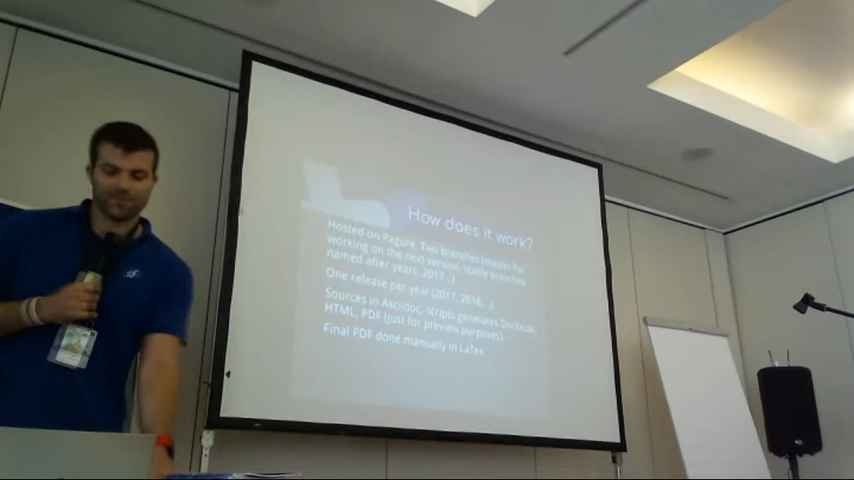 How does it work?
Hosted on Pagure. Two branches (master for
working on the next version, stable branches
named after years: 2017...)
One release per year (2017, 2018, ...).
Sources in Asciidoc, scripts generates Docbook,
HTML, PDF (just for preview purposes).
Final PDF done manually in LaTex.